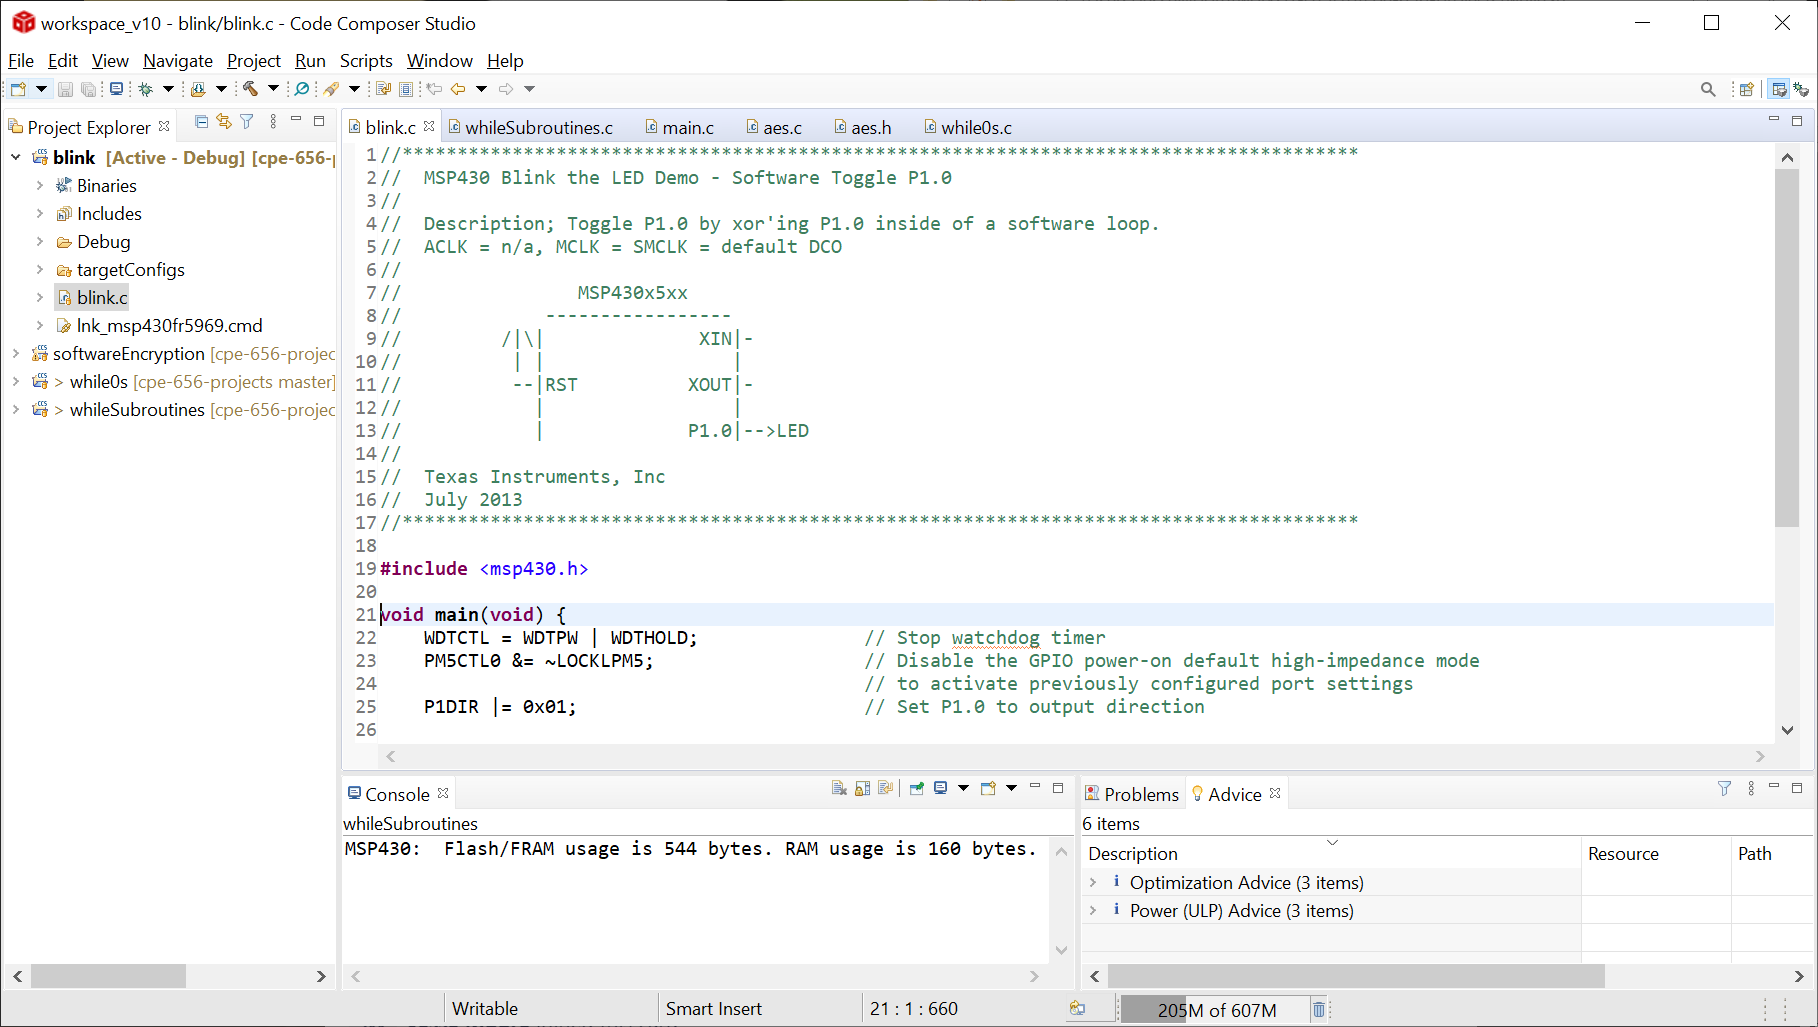 workspace_v10 - blink/blink.c - Code Composer Studio
File Edit View Navigate Project Run Scripts Window Help
Project Explorer
blink [Active - Debug] [cpe-656-p
Binaries
Includes
Debug
targetConfigs
blink.c
lnk_msp430fr5969.cmd
softwareEncryption [cpe-656-projec
> while0s [cpe-656-projects master]
> whileSubroutines [cpe-656-projec
blink.c whileSubroutines.c main.c aes.c aes.h while0s.c
1 //***************************************************************************************
2 //  MSP430 Blink the LED Demo - Software Toggle P1.0
3 //
4 //  Description; Toggle P1.0 by xor'ing P1.0 inside of a software loop.
5 //  ACLK = n/a, MCLK = SMCLK = default DCO
6 //
7 //                MSP430x5xx
8 //             -----------------
9 //         /|\|              XIN|-
10 //          | |                 |
11 //          --|RST          XOUT|-
12 //            |                 |
13 //            |             P1.0|-->LED
14 //
15 //  Texas Instruments, Inc
16 //  July 2013
17 //***************************************************************************************
18
19 #include <msp430.h>
20
21 void main(void) {
22     WDTCTL = WDTPW | WDTHOLD;               // Stop watchdog timer
23     PM5CTL0 &= ~LOCKLPM5;                   // Disable the GPIO power-on default high-impedance mode
24                                             // to activate previously configured port settings
25     P1DIR |= 0x01;                          // Set P1.0 to output direction
26
Console
whileSubroutines
MSP430:  Flash/FRAM usage is 544 bytes. RAM usage is 160 bytes.
Problems Advice
6 items
Description Resource Path
Optimization Advice (3 items)
Power (ULP) Advice (3 items)
Writable Smart Insert 21 : 1 : 660 205M of 607M